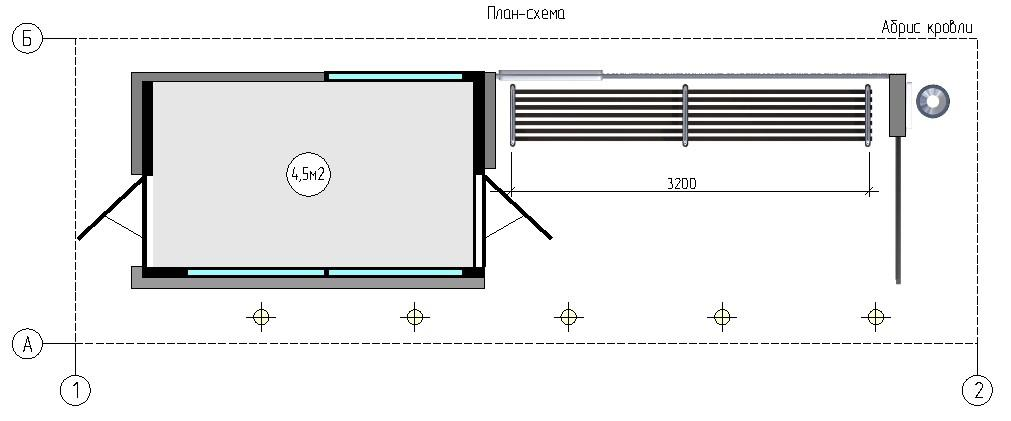 План-схема
Абрис кровли
Б
4,5м2
3200
А
1
2